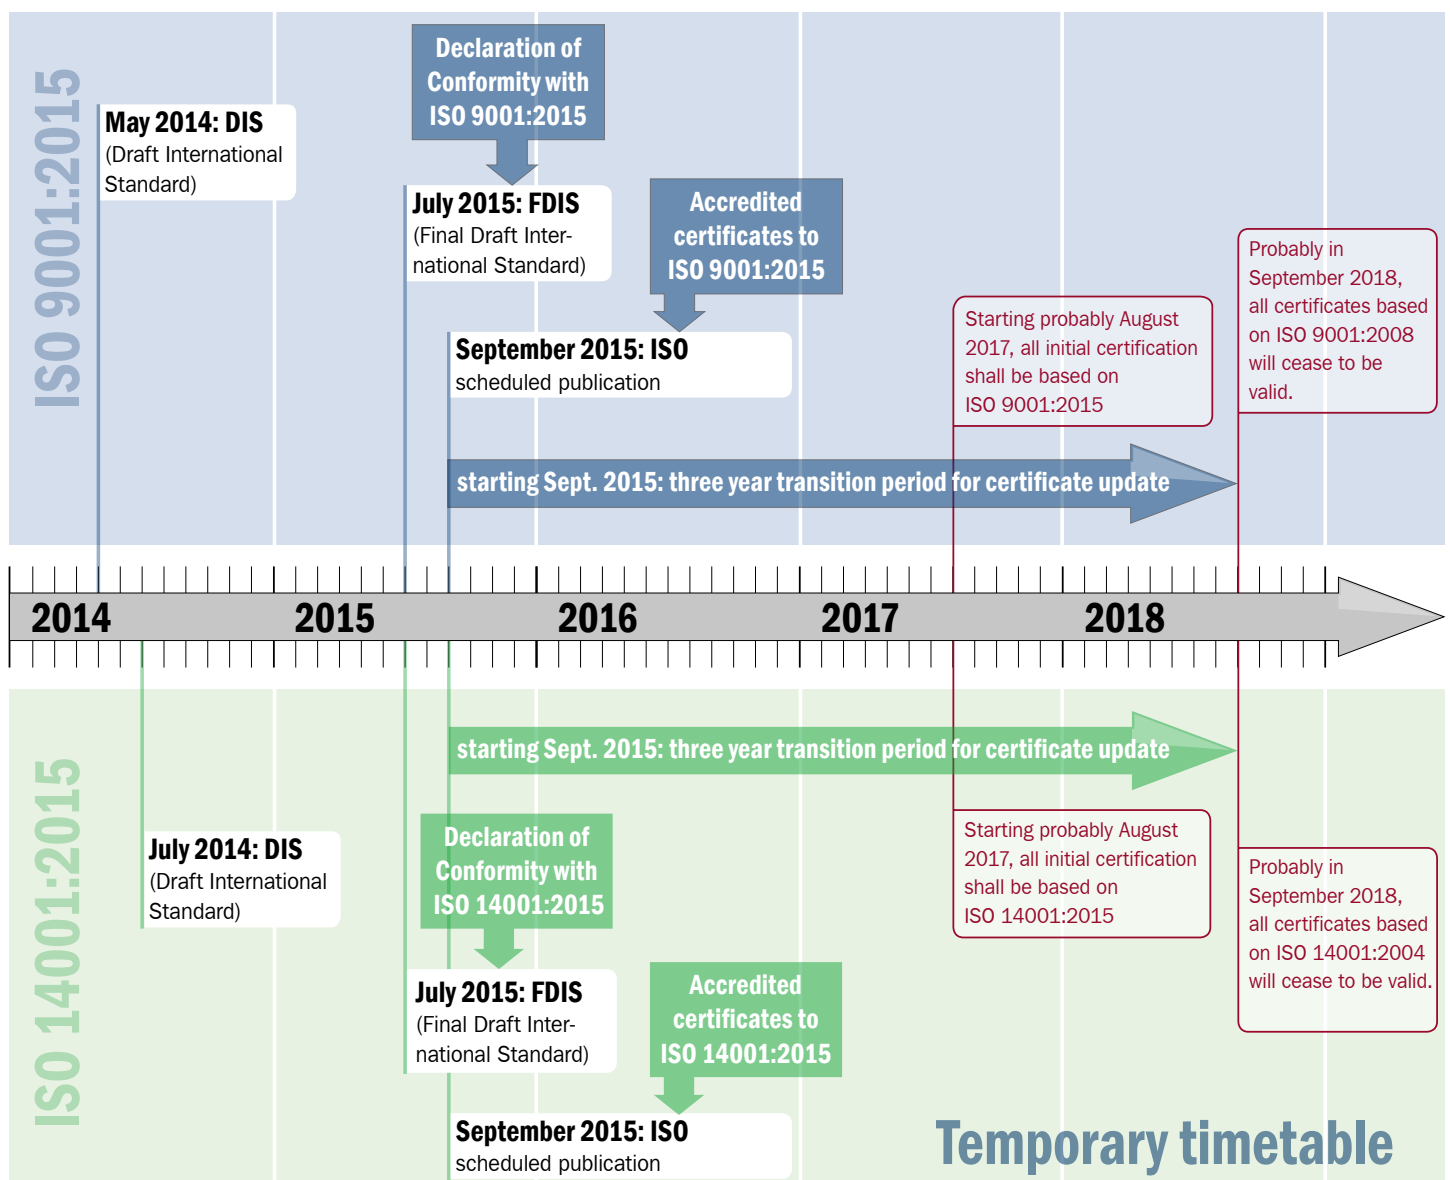 ISO 9001:2015
Declaration of
Conformity with
ISO 9001:2015
May 2014: DIS
(Draft International
Standard)
July 2015: FDIS
(Final Draft Inter-
national Standard)
Accredited
certificates to
ISO 9001:2015
September 2015: ISO
scheduled publication
Starting probably August
2017, all initial certification
shall be based on
ISO 9001:2015
Probably in
September 2018,
all certificates based
on ISO 9001:2008
will cease to be
valid.
starting Sept. 2015: three year transition period for certificate update
2014
2015
2016
2017
2018
starting Sept. 2015: three year transition period for certificate update
ISO 14001:2015
July 2014: DIS
(Draft International
Standard)
Declaration of
Conformity with
ISO 14001:2015
July 2015: FDIS
(Final Draft Inter-
national Standard)
Accredited
certificates to
ISO 14001:2015
September 2015: ISO
scheduled publication
Starting probably August
2017, all initial certification
shall be based on
ISO 14001:2015
Probably in
September 2018,
all certificates based
on ISO 14001:2004
will cease to be valid.
Temporary timetable